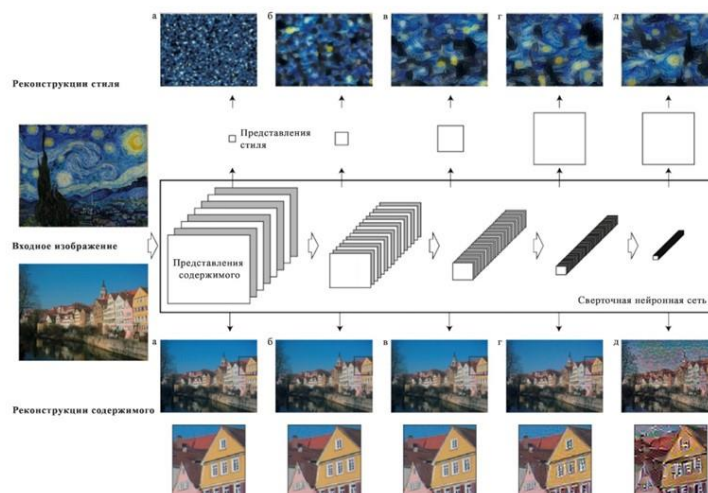 а б в г д
Реконструкции стиля
Представления
стиля
Входное изображение
Представления
содержимого
Сверточная нейронная сеть
а б в г д
Реконструкции содержимого